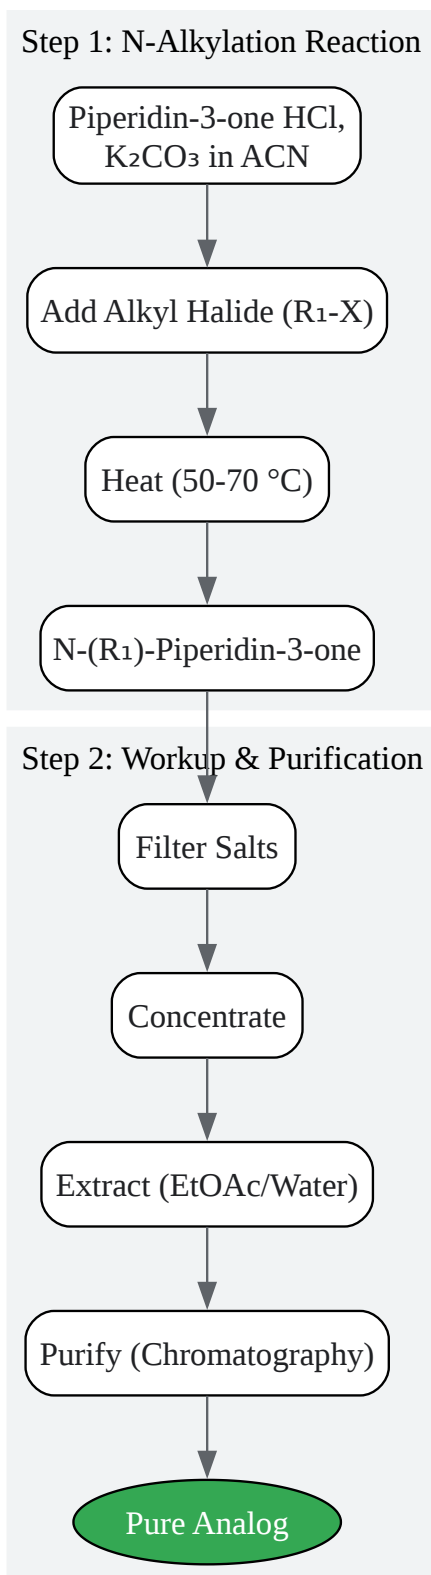 Step 1: N-Alkylation Reaction
Piperidin-3-one HCl,
K₂CO₃ in ACN
Add Alkyl Halide (R₁-X)
Heat (50-70 °C)
N-(R₁)-Piperidin-3-one
Step 2: Workup & Purification
Filter Salts
Concentrate
Extract (EtOAc/Water)
Purify (Chromatography)
Pure Analog